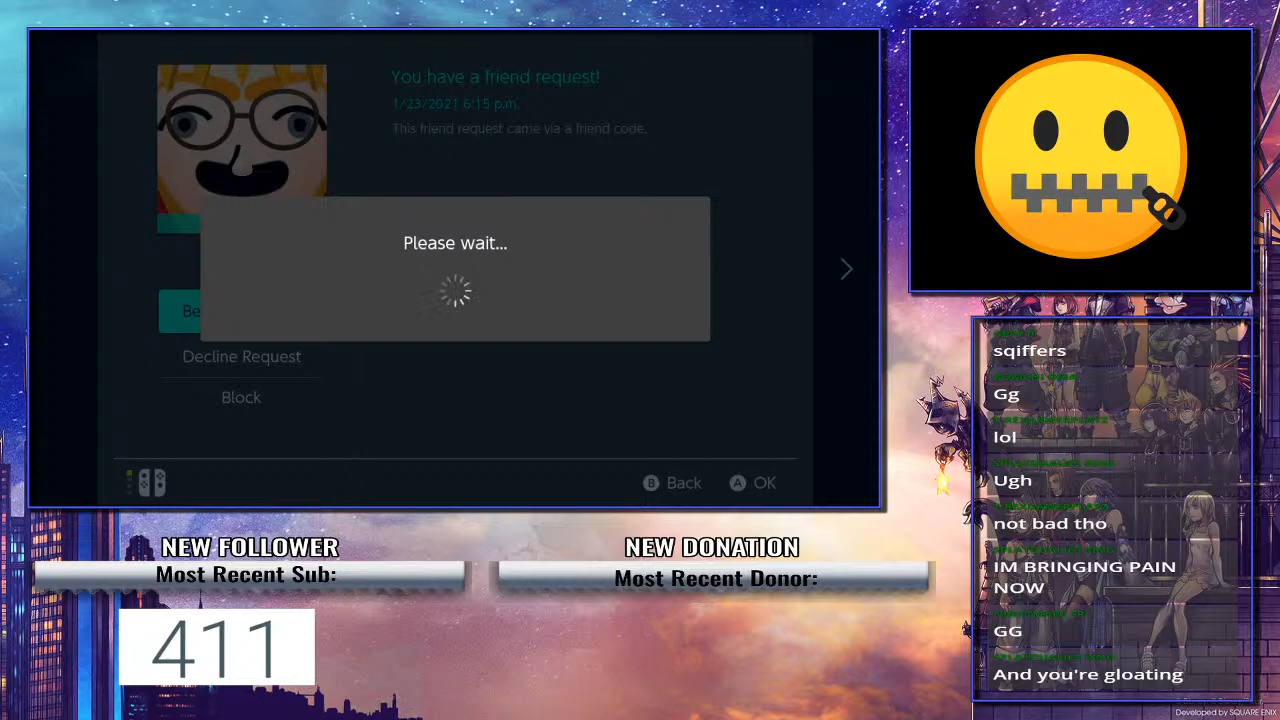 You have a friend request!
1/23/2021 6:15 p.m.
This friend request came via a friend code.
Please wait...
Be
Decline Request
Block
B Back
A OK
sqiffers
Gg
lol
Ugh
not bad tho
IM BRINGING PAIN
NOW
GG
And you're gloating
NEW FOLLOWER
Most Recent Sub:
NEW DONATION
Most Recent Donor:
411
Developed by SQUARE ENIX